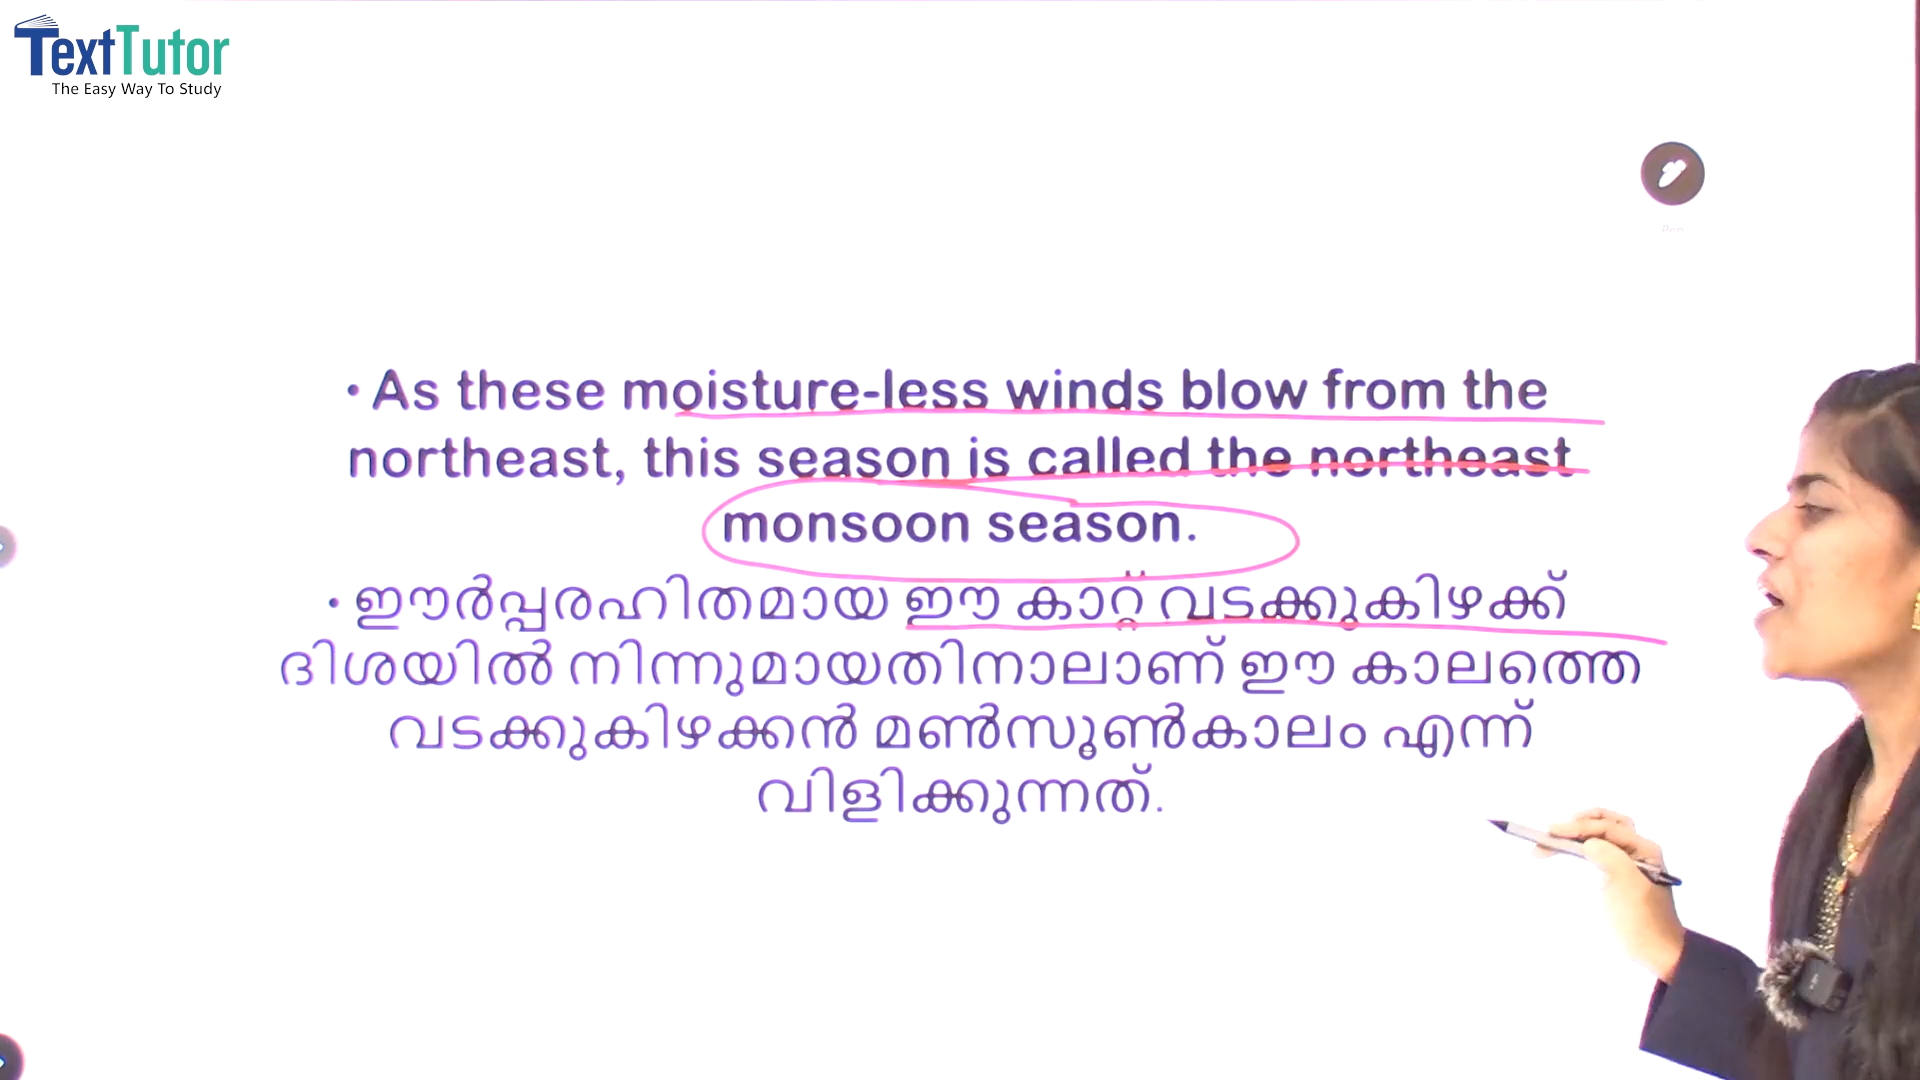 TextTutor
The Easy Way To Study
• As these moisture-less winds blow from the
northeast, this season is called the northeast
monsoon season.
• ഈർപ്പരഹിതമായ ഈ കാറ്റ് വടക്കുകിഴക്ക്
ദിശയിൽ നിന്നുമായതിനാലാണ് ഈ കാലത്തെ
വടക്കുകിഴക്കൻ മൺസൂൺകാലം എന്ന്
വിളിക്കുന്നത്.